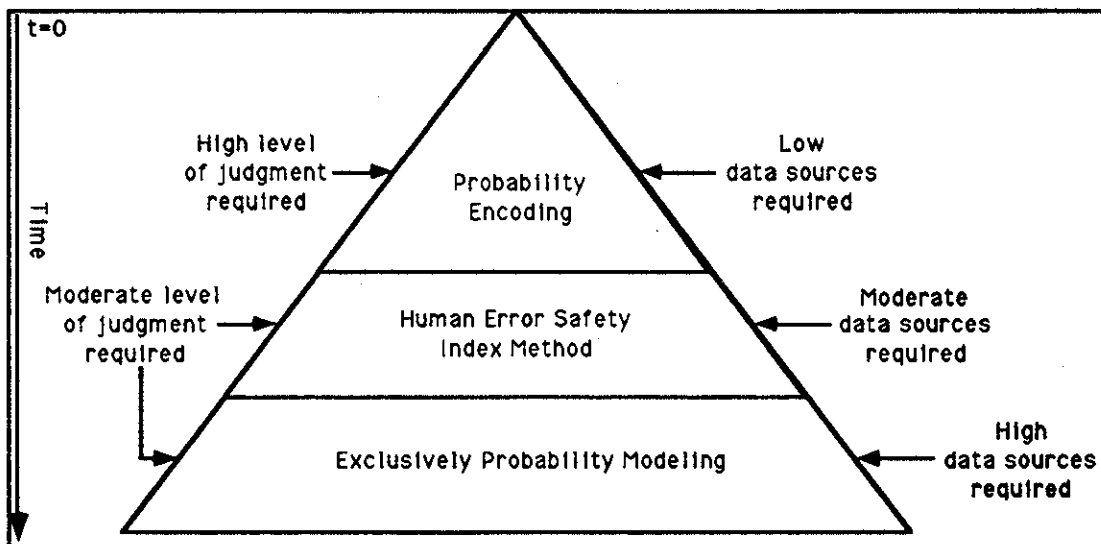 t=0
Time
High level
of judgment
required
Low
data sources
required
Probability
Encoding
Moderate level
of judgment
required
Human Error Safety
Index Method
Moderate
data sources
required
Exclusively Probability Modeling
High
data sources
required